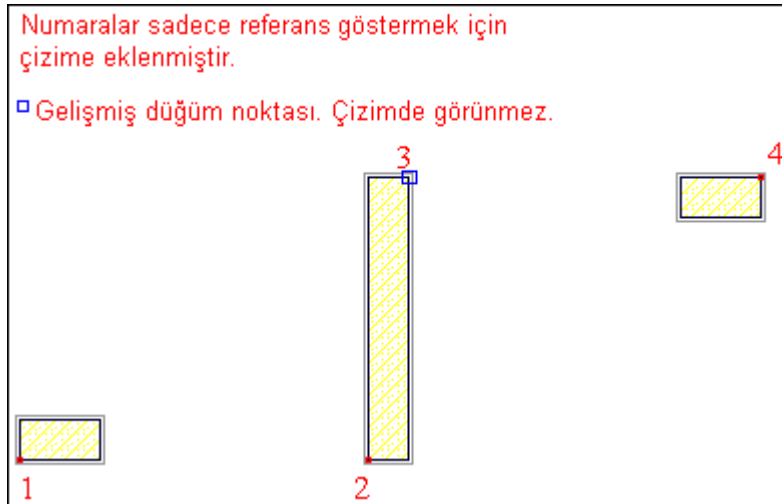 Numaralar sadece referans göstermek için
çizime eklenmiştir.
Gelişmiş düğüm noktası. Çizimde görünmez.
3
4
1
2